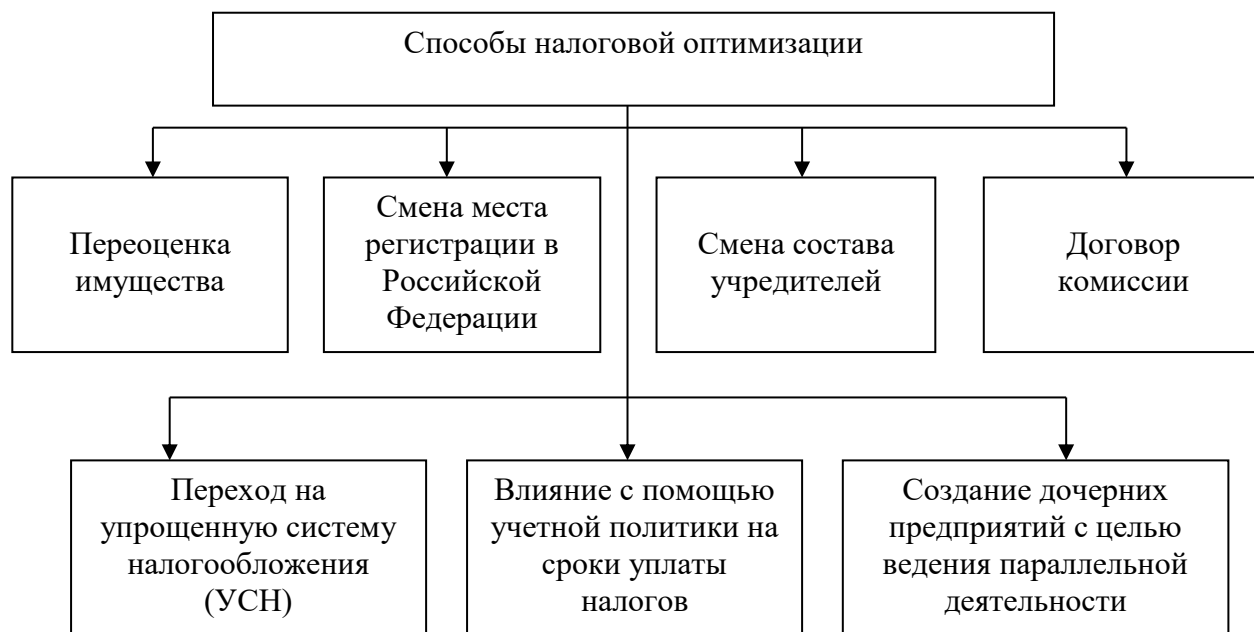 Способы налоговой оптимизации
Переоценка
имущества
Смена места
регистрации в
Российской
Федерации
Смена состава
учредителей
Договор
комиссии
Переход на
упрощенную систему
налогообложения
(УСН)
Влияние с помощью
учетной политики на
сроки уплаты
налогов
Создание дочерних
предприятий с целью
ведения параллельной
деятельности